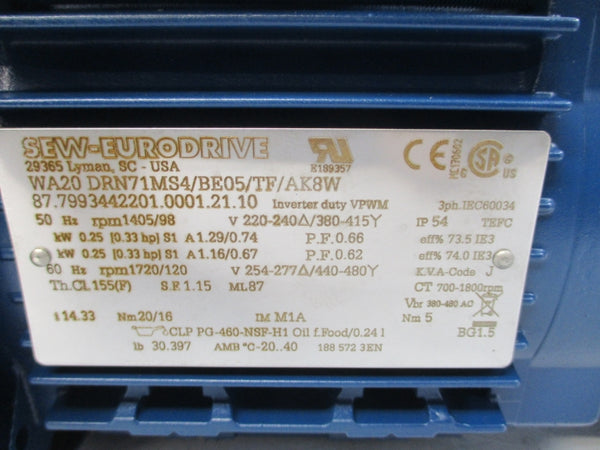 SEW-EURODRIVE
29365 Lyman, SC - USA
E189357
WA20 DRN71MS4/BE05/TF/AK8W
87.7993442201.0001.21.10 Inverter duty VPWM 3ph.IEC60034
50 Hz rpm1405/98 V 220-240Δ/380-415Y IP 54 TEFC
kW 0.25 [0.33 hp] S1 A 1.29/0.74 P.F. 0.66 eff% 73.5 IE3
kW 0.25 [0.33 hp] S1 A 1.16/0.67 P.F. 0.62 eff% 74.0 IE3
60 Hz rpm1720/120 V 254-277Δ/440-480Y K.V.A-Code J
Th.CL155(F) S.F. 1.15 ML87 CT 700-1800rpm
Vbr 380-480 AC
i 14.33 Nm20/16 IM M1A Nm 5
CLP PG-460-NSF-H1 Oil f.Food/0.24 l BG1.5
lb 30.397 AMB °C-20..40 188 572 3EN